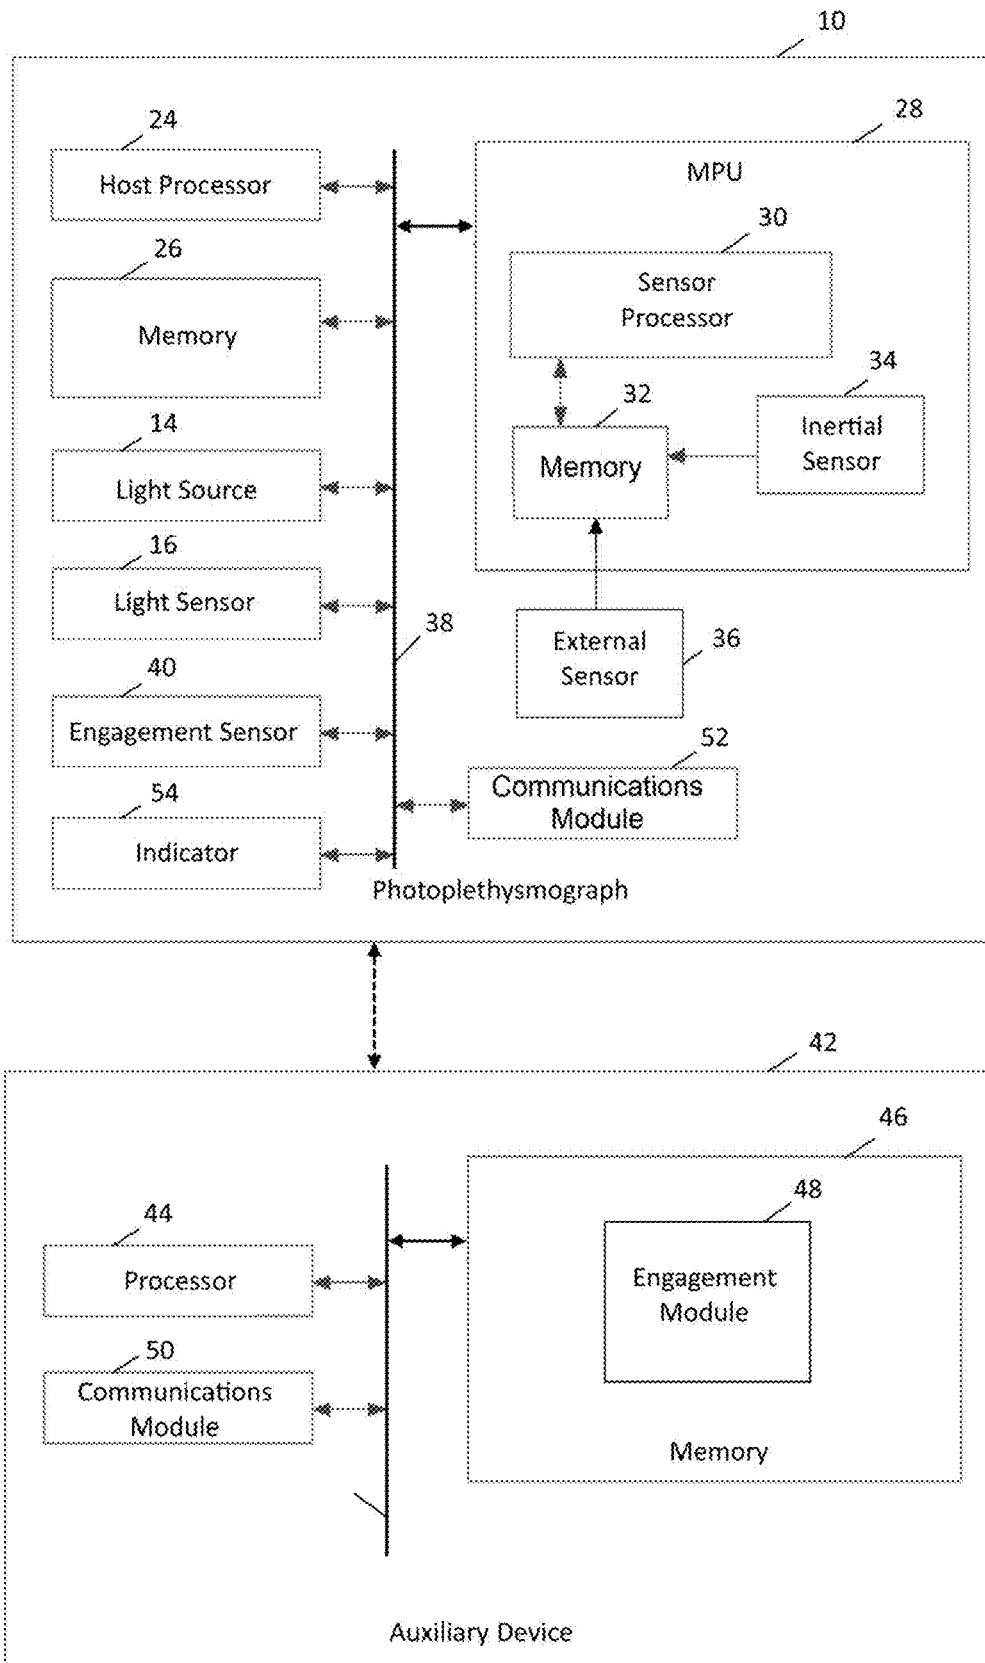 10
24
Host Processor
28
MPU
26
Memory
30
Sensor
Processor
14
Light Source
32
Memory
34
Inertial
Sensor
16
Light Sensor
38
External
Sensor
36
40
Engagement Sensor
52
Communications
Module
54
Indicator
Photoplethysmograph
42
46
44
Processor
48
Engagement
Module
50
Communications
Module
Memory
Auxiliary Device